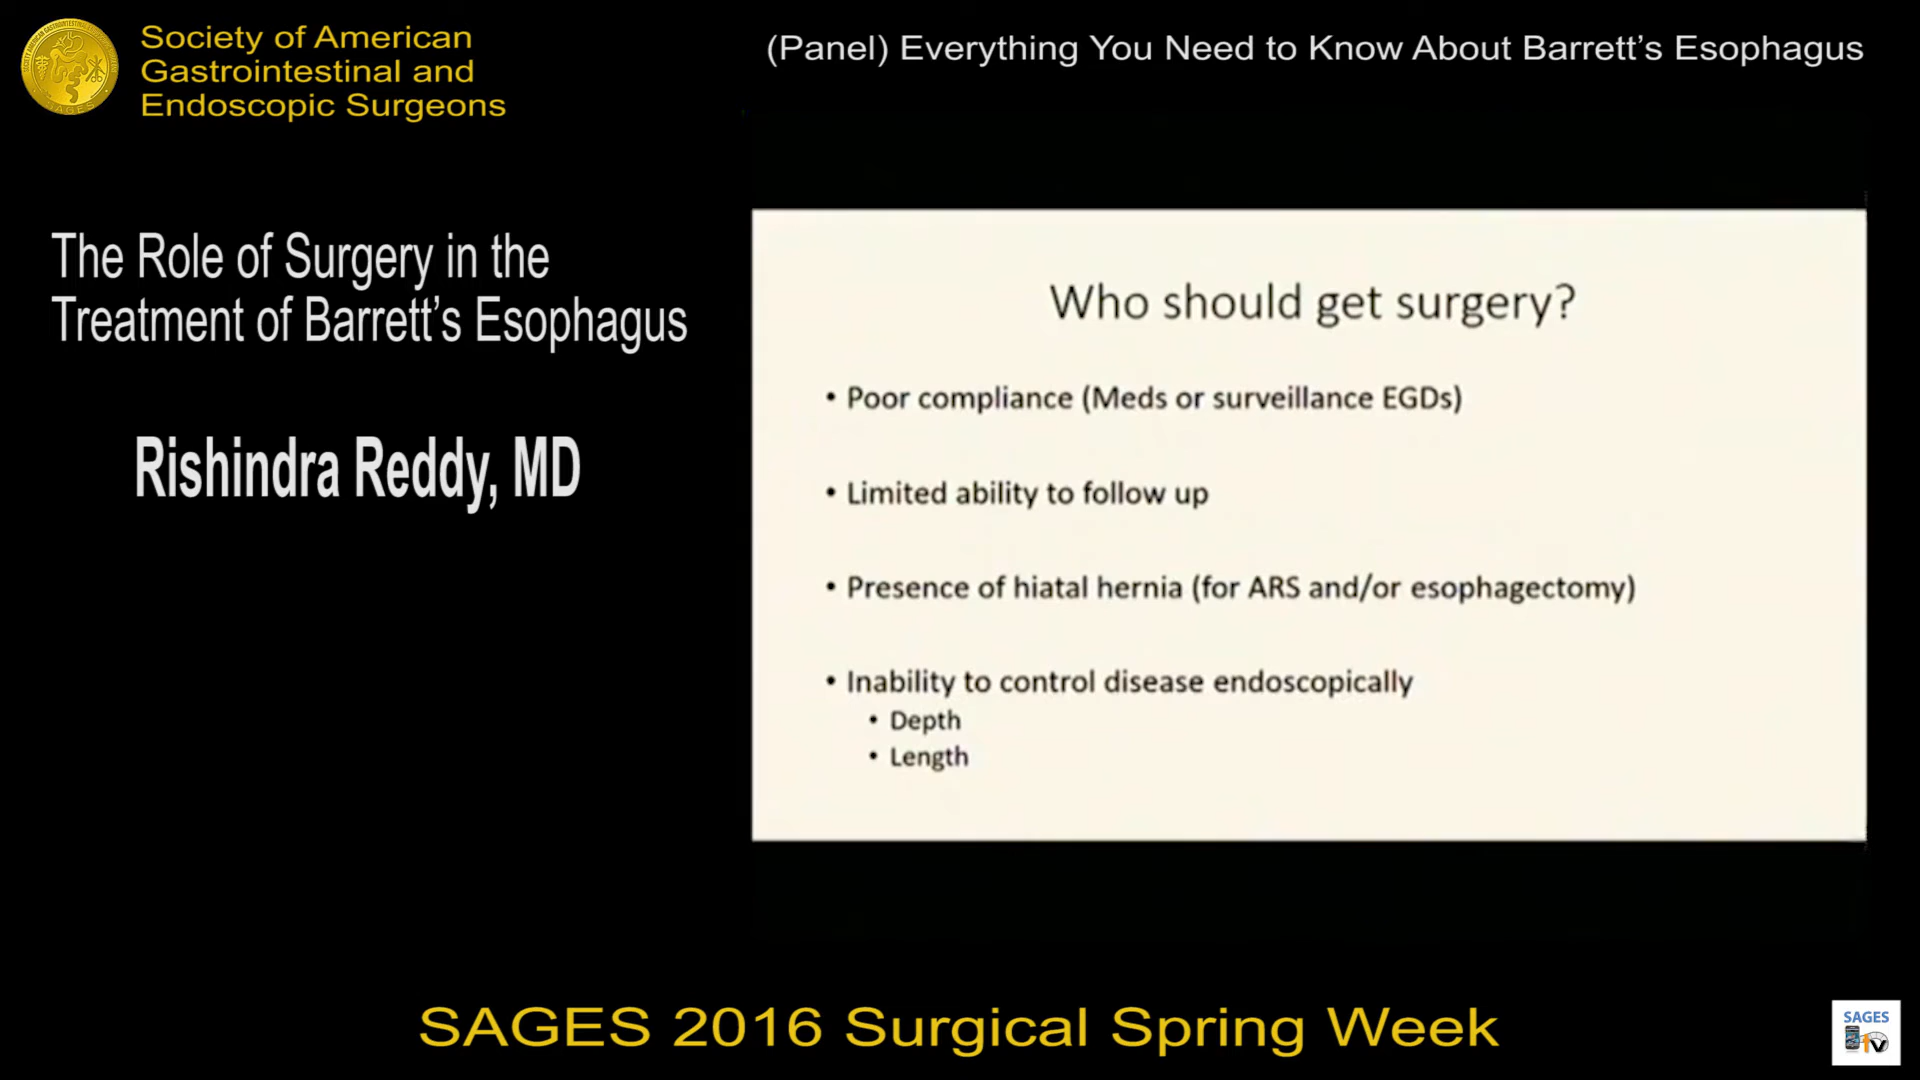 Society of American
Gastrointestinal and
Endoscopic Surgeons
(Panel) Everything You Need to Know About Barrett’s Esophagus
The Role of Surgery in the
Treatment of Barrett’s Esophagus
Rishindra Reddy, MD
Who should get surgery?
• Poor compliance (Meds or surveillance EGDs)
• Limited ability to follow up
• Presence of hiatal hernia (for ARS and/or esophagectomy)
• Inability to control disease endoscopically
• Depth
• Length
SAGES 2016 Surgical Spring Week
SAGES
TV